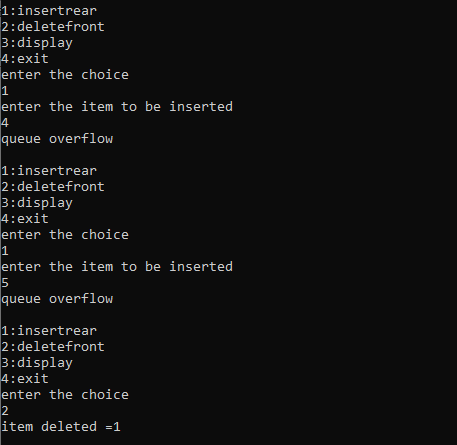 1:insertrear
2:deletefront
3:display
4:exit
enter the choice
1
enter the item to be inserted
4
queue overflow
1:insertrear
2:deletefront
3:display
4:exit
enter the choice
1
enter the item to be inserted
5
queue overflow
1:insertrear
2:deletefront
3:display
4:exit
enter the choice
2
item deleted =1